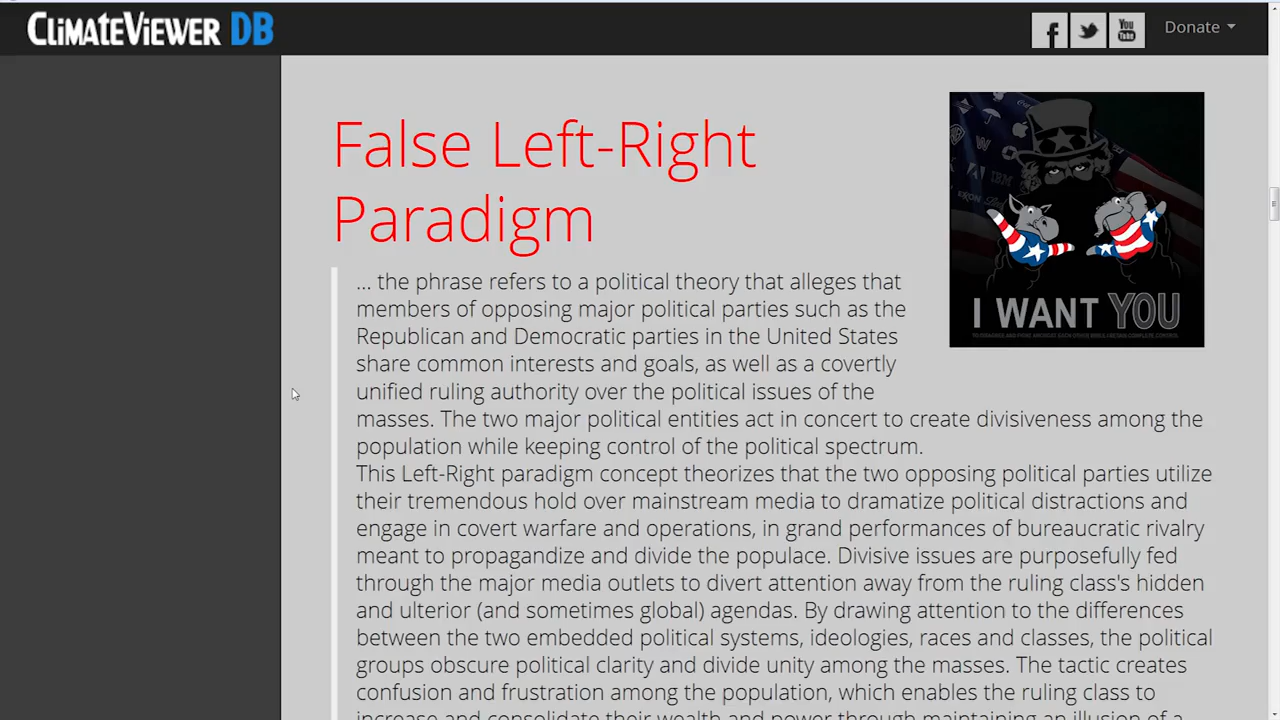 CLIMATEVIEWER DB
f
You
Tube
Donate
False Left-Right
Paradigm
I WANT YOU
IBM
... the phrase refers to a political theory that alleges that
members of opposing major political parties such as the
Republican and Democratic parties in the United States
share common interests and goals, as well as a covertly
unified ruling authority over the political issues of the
masses. The two major political entities act in concert to create divisiveness among the
population while keeping control of the political spectrum.
This Left-Right paradigm concept theorizes that the two opposing political parties utilize
their tremendous hold over mainstream media to dramatize political distractions and
engage in covert warfare and operations, in grand performances of bureaucratic rivalry
meant to propagandize and divide the populace. Divisive issues are purposefully fed
through the major media outlets to divert attention away from the ruling class's hidden
and ulterior (and sometimes global) agendas. By drawing attention to the differences
between the two embedded political systems, ideologies, races and classes, the political
groups obscure political clarity and divide unity among the masses. The tactic creates
confusion and frustration among the population, which enables the ruling class to
increase and consolidate their wealth and power through maintaining an illusion of a